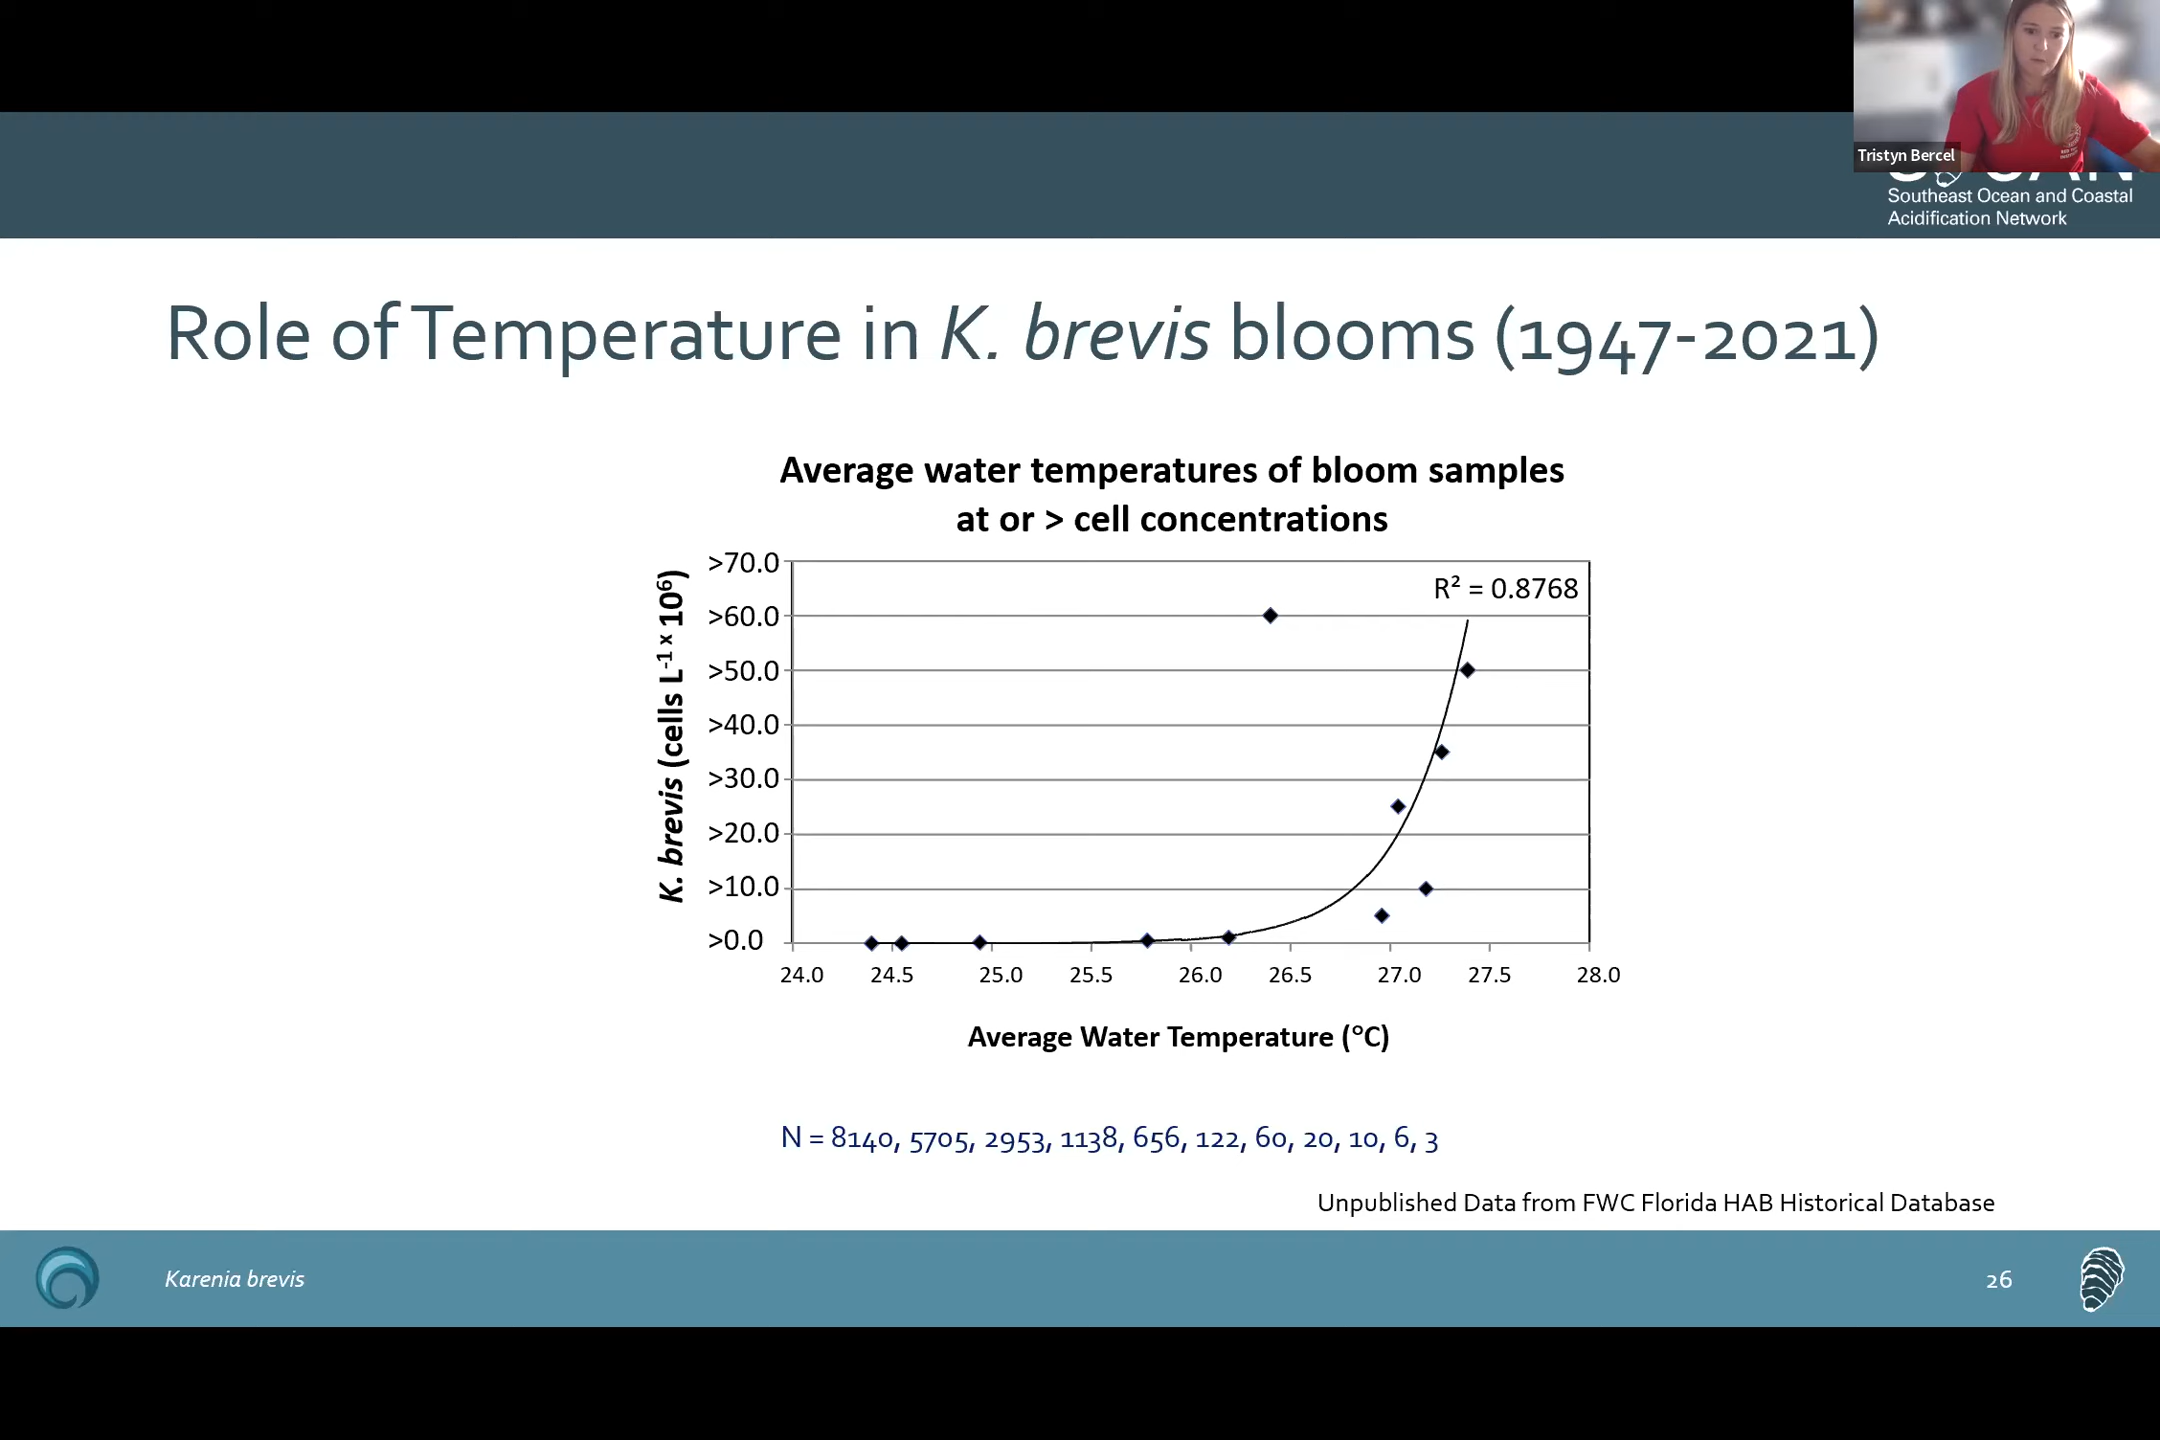 Tristyn Bercel
Southeast Ocean and Coastal
Acidification Network
Role of Temperature in K. brevis blooms (1947-2021)
Average water temperatures of bloom samples
at or > cell concentrations
K. brevis (cells L⁻¹ x 10⁶)
>70.0
>60.0
>50.0
>40.0
>30.0
>20.0
>10.0
>0.0
R² = 0.8768
24.0 24.5 25.0 25.5 26.0 26.5 27.0 27.5 28.0
Average Water Temperature (°C)
N = 8140, 5705, 2953, 1138, 656, 122, 60, 20, 10, 6, 3
Unpublished Data from FWC Florida HAB Historical Database
Karenia brevis
26